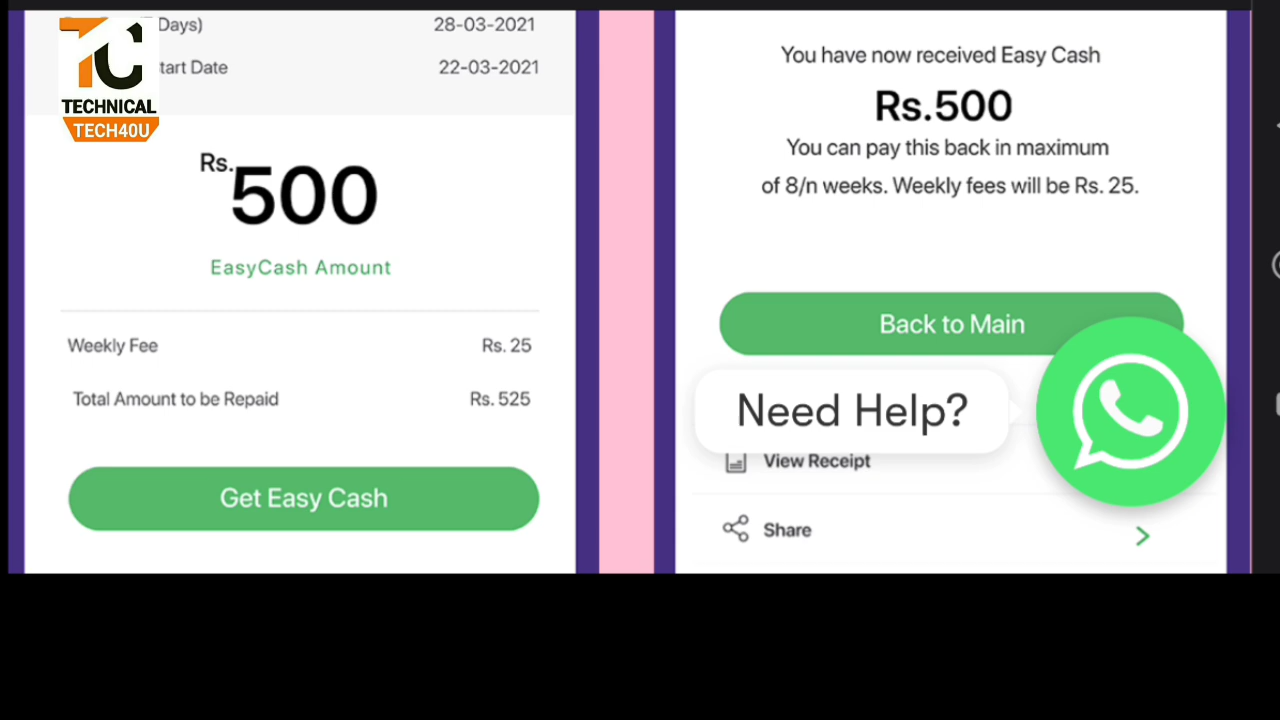 Days)
28-03-2021
tart Date
22-03-2021
TC
TECHNICAL
TECH40U
Rs.
500
EasyCash Amount
Weekly Fee
Rs. 25
Total Amount to be Repaid
Rs. 525
Get Easy Cash
You have now received Easy Cash
Rs.500
You can pay this back in maximum
of 8/n weeks. Weekly fees will be Rs. 25.
Back to Main
Need Help?
View Receipt
Share